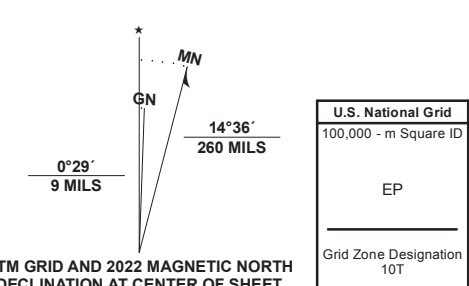 ★
MN
GN
14°36´
260 MILS
0°29´
9 MILS
TM GRID AND 2022 MAGNETIC NORTH
DECLINATION AT CENTER OF SHEET
U.S. National Grid
100,000 - m Square ID
EP
Grid Zone Designation
10T